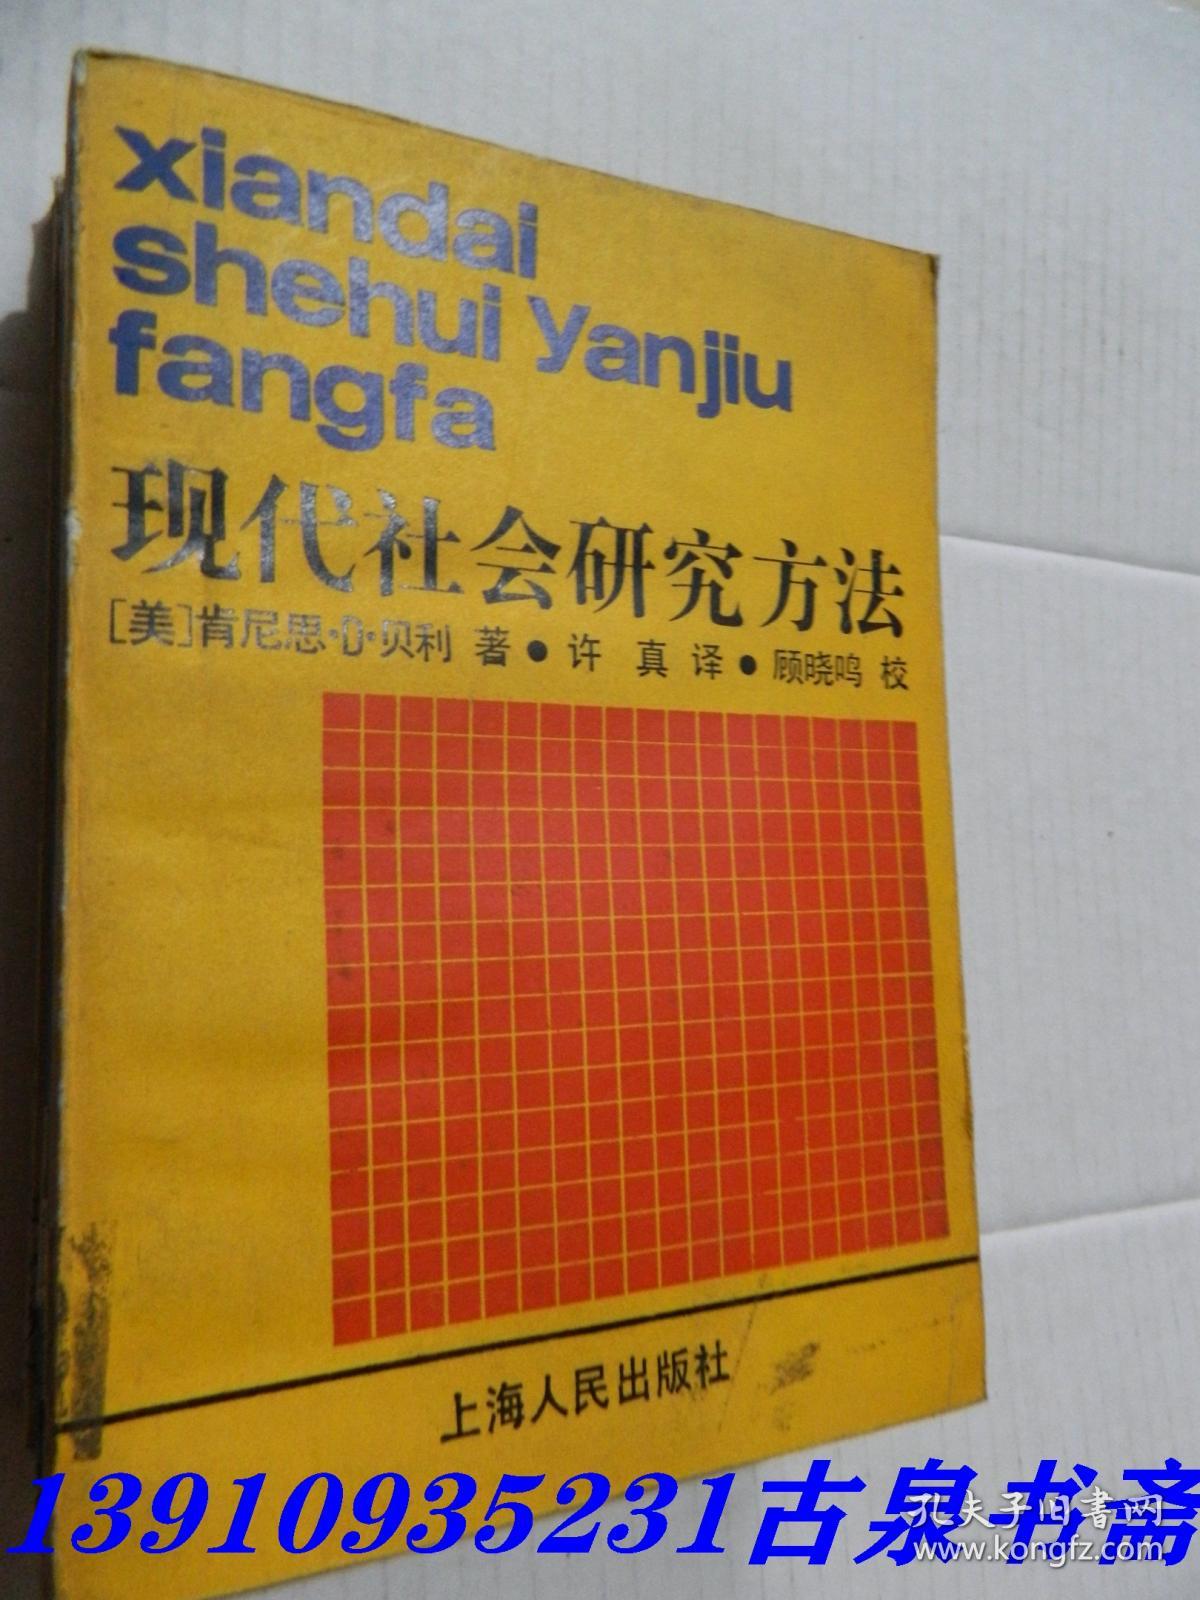 xiandai
shehui yanjiu
fangfa
现代社会研究方法
[美]肯尼思·D·贝利 著●许 真 译●顾晓鸣 校
上海人民出版社
13910935231古泉书斋
孔夫子旧书网
www.kongfz.com